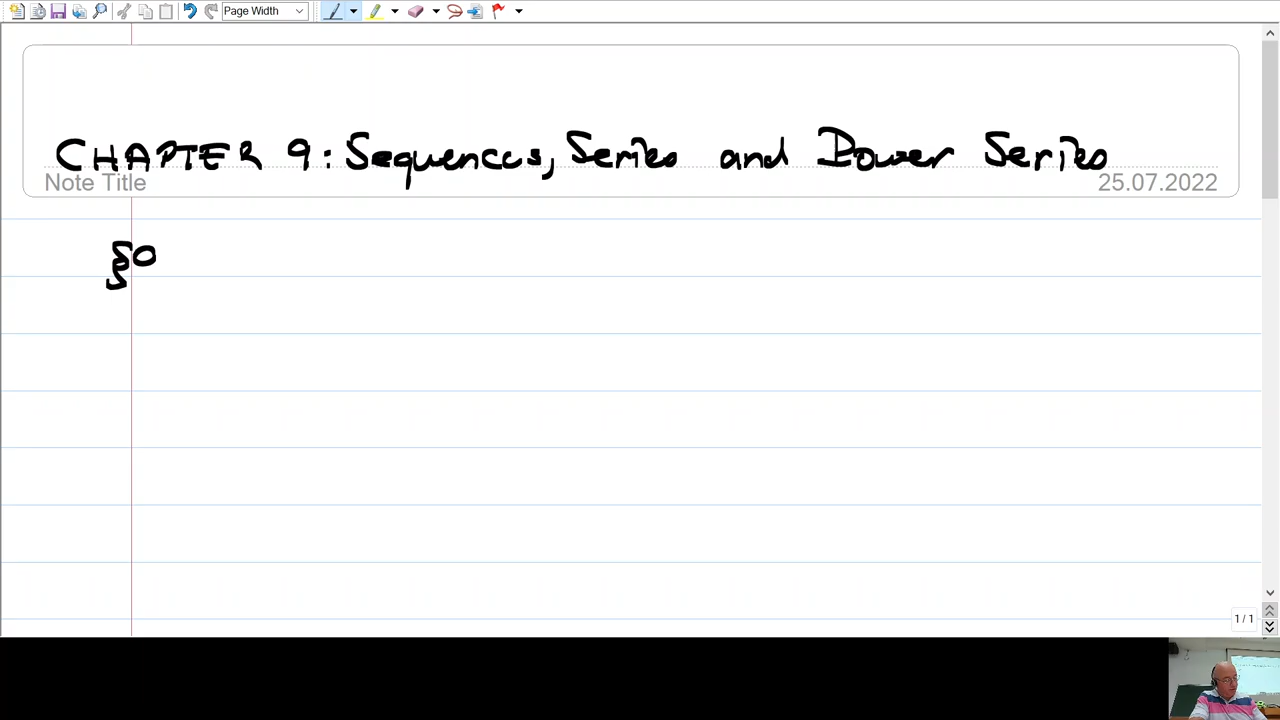 Page Width
CHAPTER 9: Sequences, Series and Power Series
Note Title
25.07.2022
§0
1 / 1